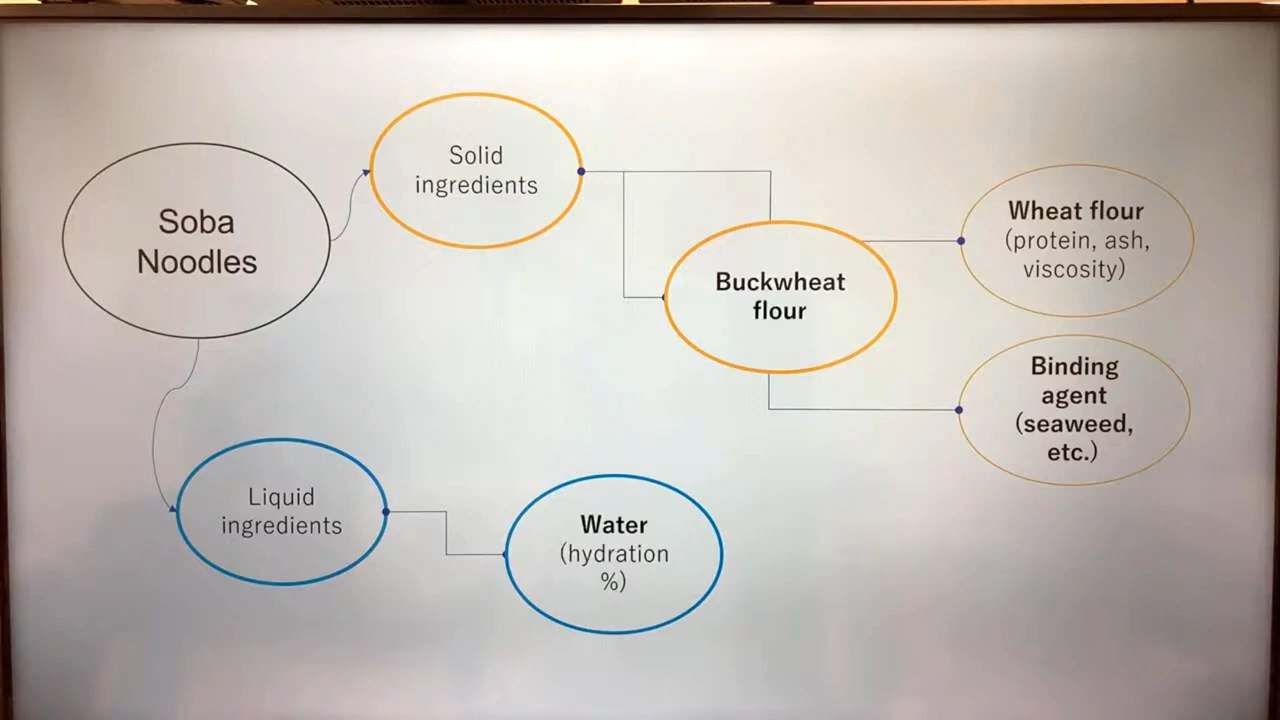 Soba
Noodles
Solid
ingredients
Buckwheat
flour
Wheat flour
(protein, ash,
viscosity)
Binding
agent
(seaweed,
etc.)
Liquid
ingredients
Water
(hydration
%)